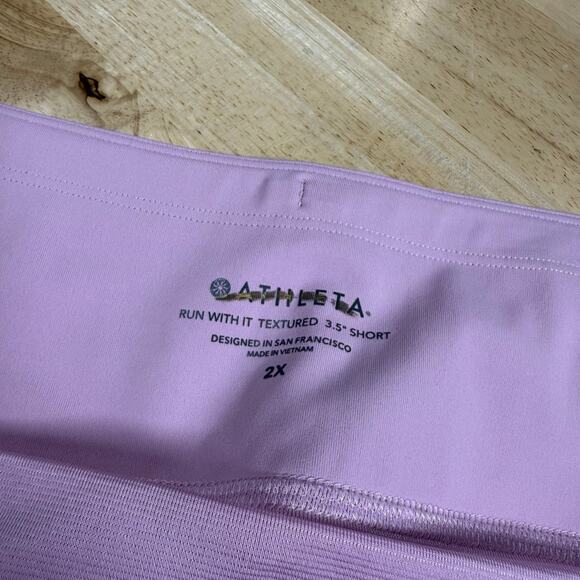 ATHLETA
RUN WITH IT TEXTURED 3.5" SHORT
DESIGNED IN SAN FRANCISCO
MADE IN VIETNAM
2X